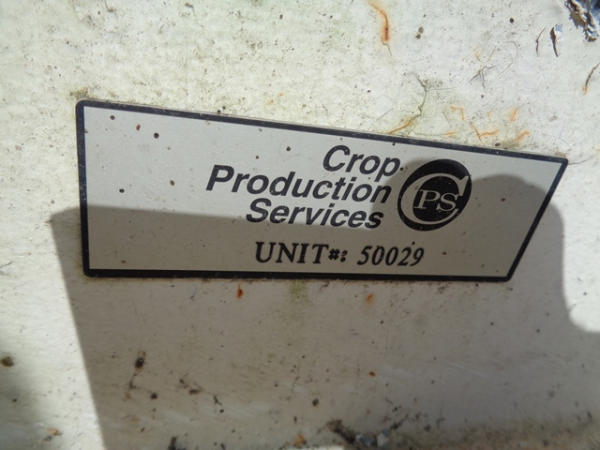 Crop
Production
Services
CPS
UNIT#: 50029